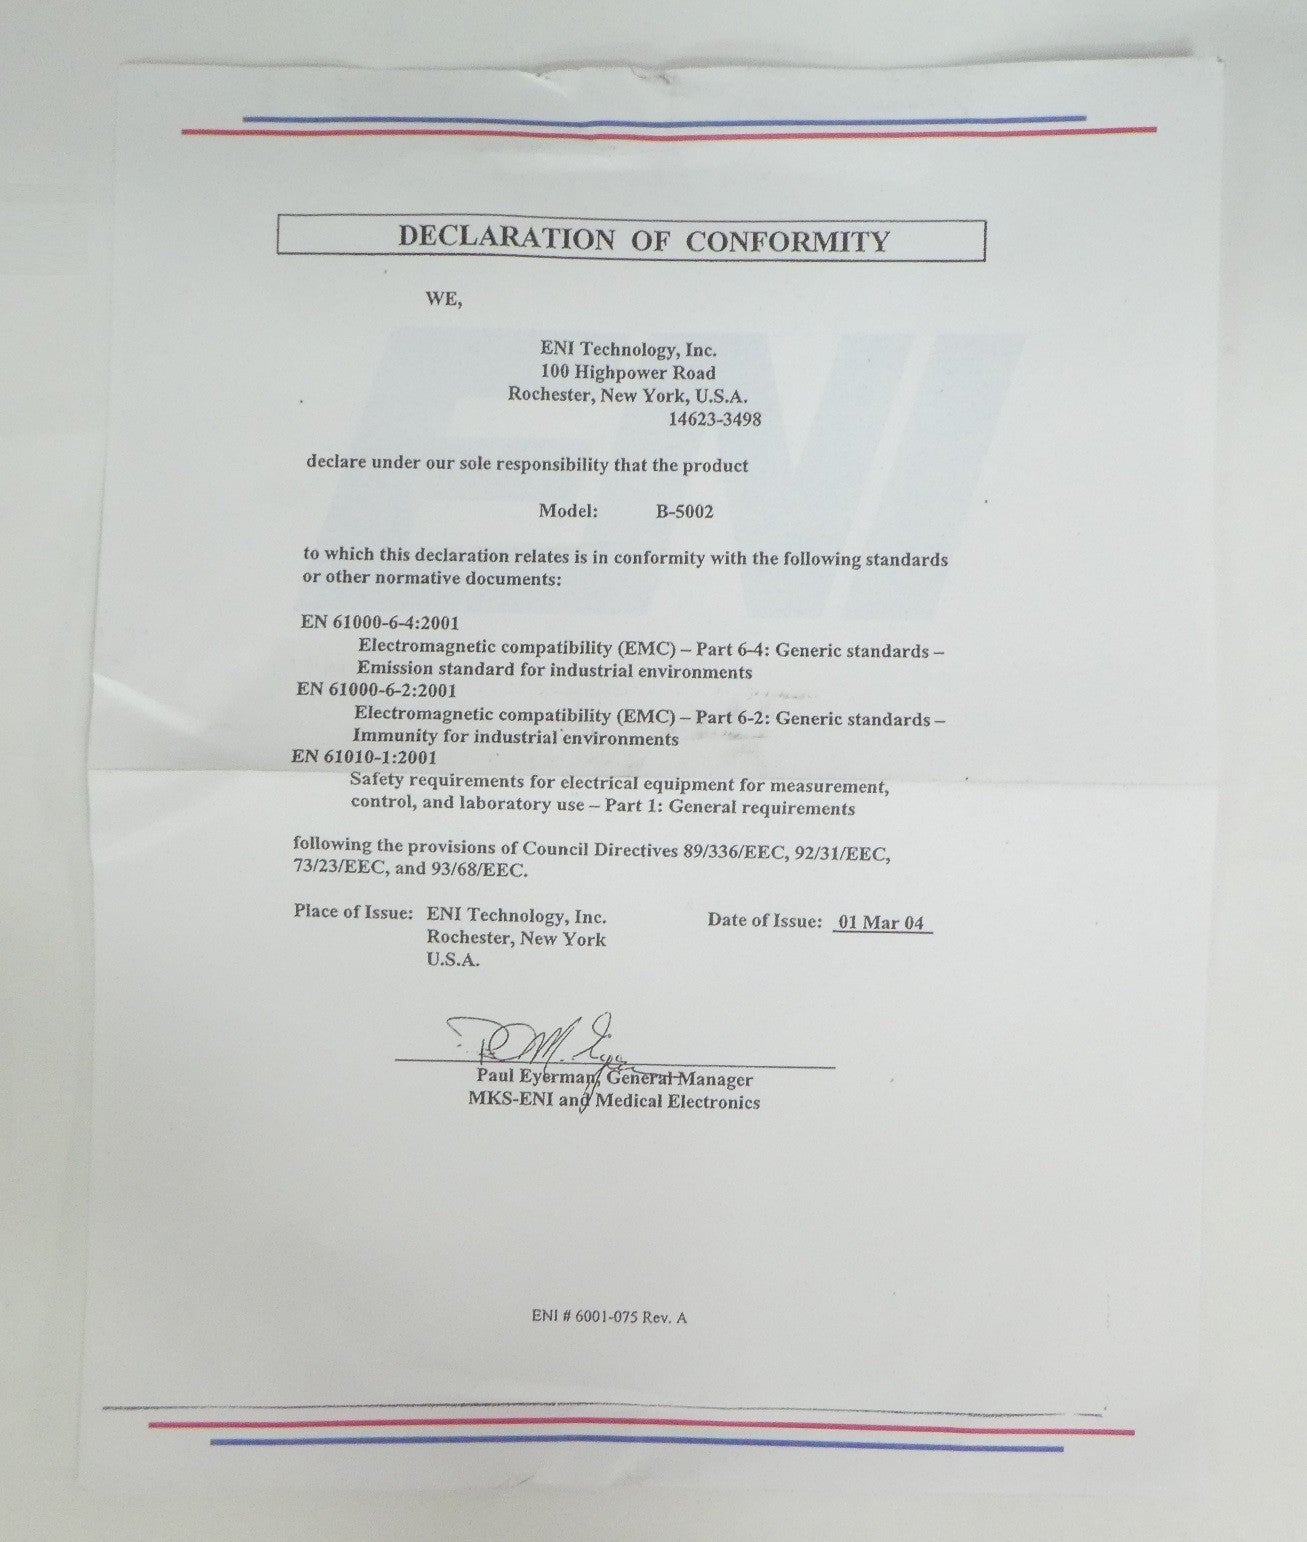 DECLARATION OF CONFORMITY
WE,
ENI Technology, Inc.
100 Highpower Road
Rochester, New York, U.S.A.
14623-3498
declare under our sole responsibility that the product
Model: B-5002
to which this declaration relates is in conformity with the following standards
or other normative documents:
EN 61000-6-4:2001
Electromagnetic compatibility (EMC) – Part 6-4: Generic standards –
Emission standard for industrial environments
EN 61000-6-2:2001
Electromagnetic compatibility (EMC) – Part 6-2: Generic standards –
Immunity for industrial environments
EN 61010-1:2001
Safety requirements for electrical equipment for measurement,
control, and laboratory use – Part 1: General requirements
following the provisions of Council Directives 89/336/EEC, 92/31/EEC,
73/23/EEC, and 93/68/EEC.
Place of Issue: ENI Technology, Inc. Date of Issue: 01 Mar 04
Rochester, New York
U.S.A.
Paul Eyerman, General Manager
MKS-ENI and Medical Electronics
ENI # 6001-075 Rev. A
ENI